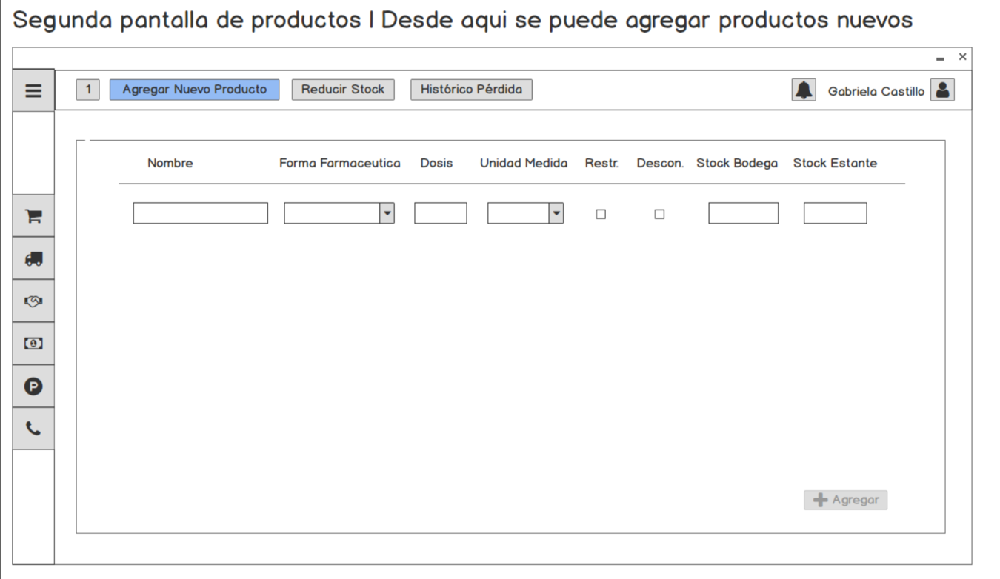 Segunda pantalla de productos | Desde aqui se puede agregar productos nuevos
1 Agregar Nuevo Producto Reducir Stock Histórico Pérdida Gabriela Castillo
Nombre Forma Farmaceutica Dosis Unidad Medida Restr. Descon. Stock Bodega Stock Estante
P
Agregar